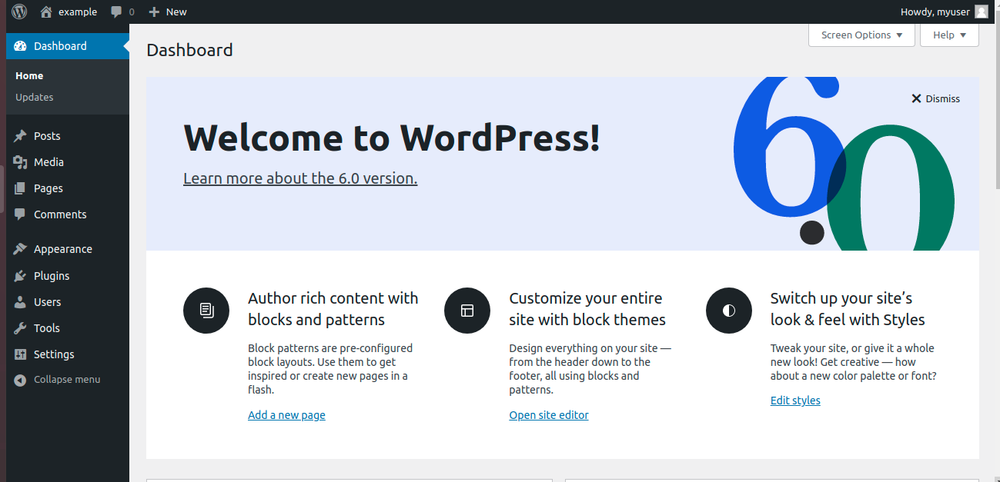 example 0 New Howdy, myuser
Dashboard
Home
Updates
Posts
Media
Pages
Comments
Appearance
Plugins
Users
Tools
Settings
Collapse menu
Screen Options Help
Dashboard
Dismiss
Welcome to WordPress!
Learn more about the 6.0 version.
6.0
Author rich content with
blocks and patterns
Block patterns are pre-configured
block layouts. Use them to get
inspired or create new pages in a
flash.
Add a new page
Customize your entire
site with block themes
Design everything on your site —
from the header down to the
footer, all using blocks and
patterns.
Open site editor
Switch up your site’s
look & feel with Styles
Tweak your site, or give it a whole
new look! Get creative — how
about a new color palette or font?
Edit styles